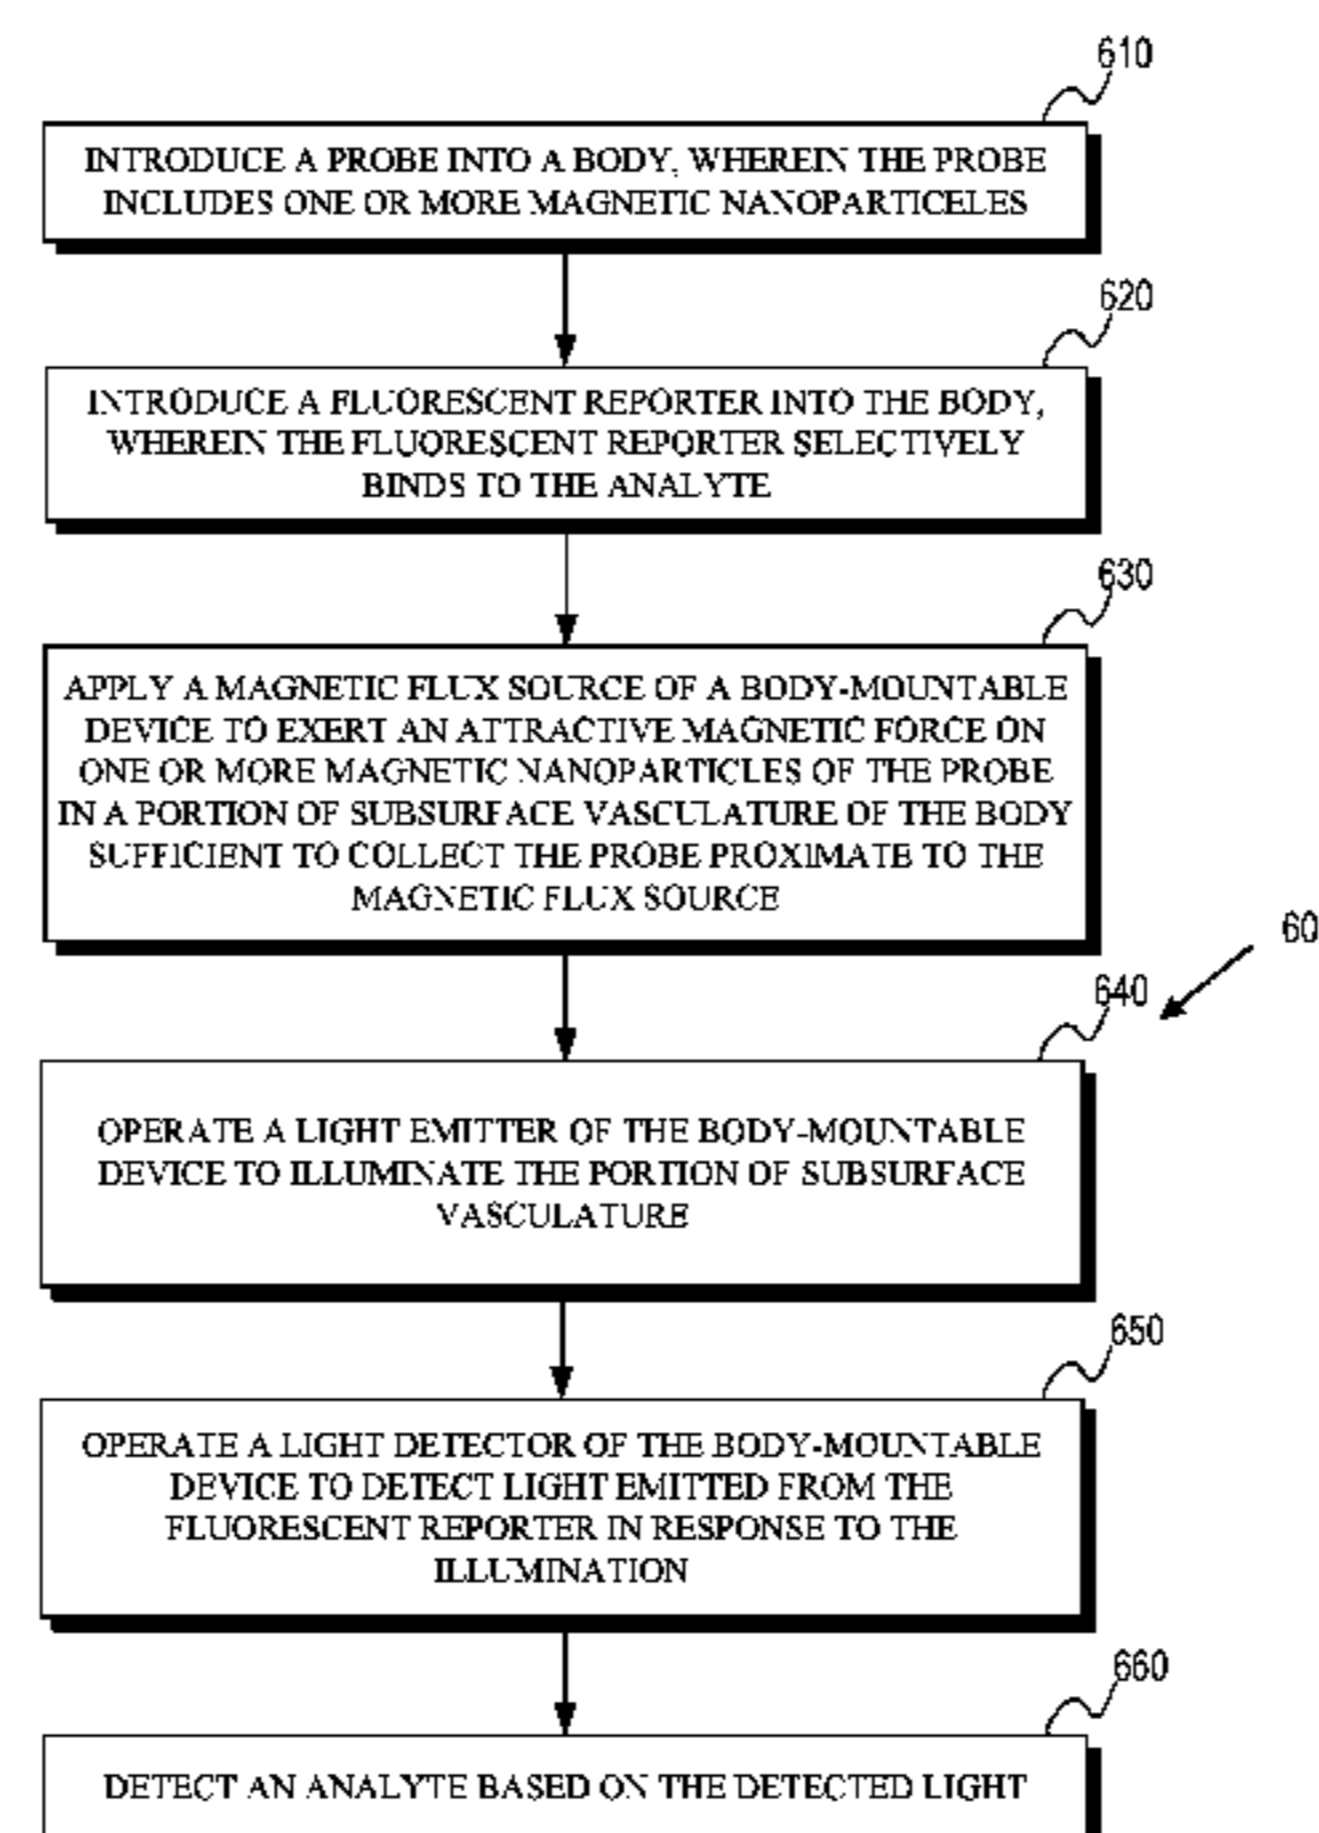 610
INTRODUCE A PROBE INTO A BODY, WHEREIN THE PROBE
INCLUDES ONE OR MORE MAGNETIC NANOPARTICELES
620
INTRODUCE A FLUORESCENT REPORTER INTO THE BODY,
WHEREIN THE FLUORESCENT REPORTER SELECTIVELY
BINDS TO THE ANALYTE
630
APPLY A MAGNETIC FLUX SOURCE OF A BODY-MOUNTABLE
DEVICE TO EXERT AN ATTRACTIVE MAGNETIC FORCE ON
ONE OR MORE MAGNETIC NANOPARTICLES OF THE PROBE
IN A PORTION OF SUBSURFACE VASCULATURE OF THE BODY
SUFFICIENT TO COLLECT THE PROBE PROXIMATE TO THE
MAGNETIC FLUX SOURCE
60
640
OPERATE A LIGHT EMITTER OF THE BODY-MOUNTABLE
DEVICE TO ILLUMINATE THE PORTION OF SUBSURFACE
VASCULATURE
650
OPERATE A LIGHT DETECTOR OF THE BODY-MOUNTABLE
DEVICE TO DETECT LIGHT EMITTED FROM THE
FLUORESCENT REPORTER IN RESPONSE TO THE
ILLUMINATION
660
DETECT AN ANALYTE BASED ON THE DETECTED LIGHT